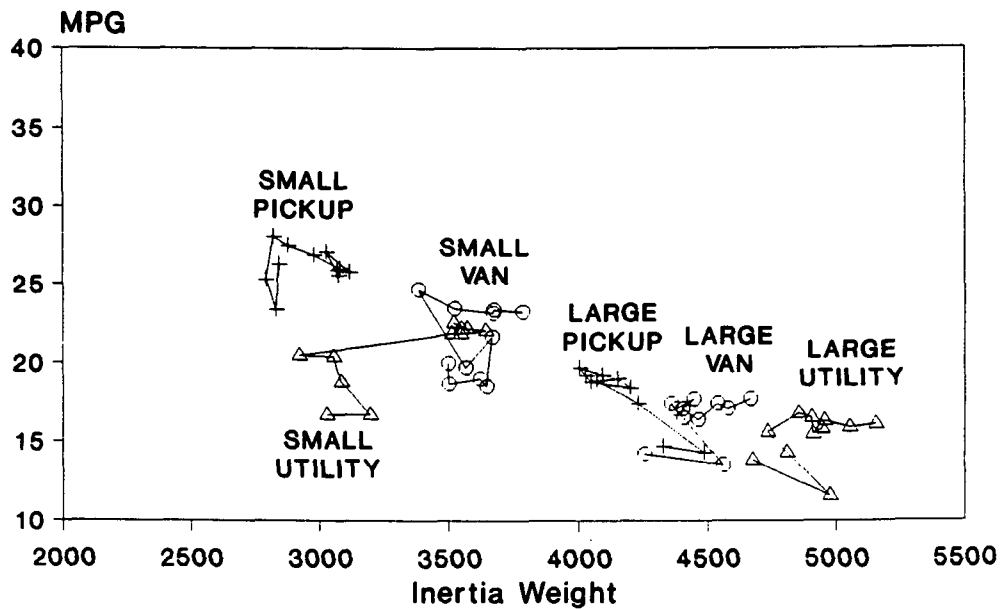 MPG
40
35
30
25
20
15
10
SMALL
PICKUP
SMALL
VAN
LARGE
PICKUP
LARGE
VAN
LARGE
UTILITY
SMALL
UTILITY
2000 2500 3000 3500 4000 4500 5000 5500
Inertia Weight